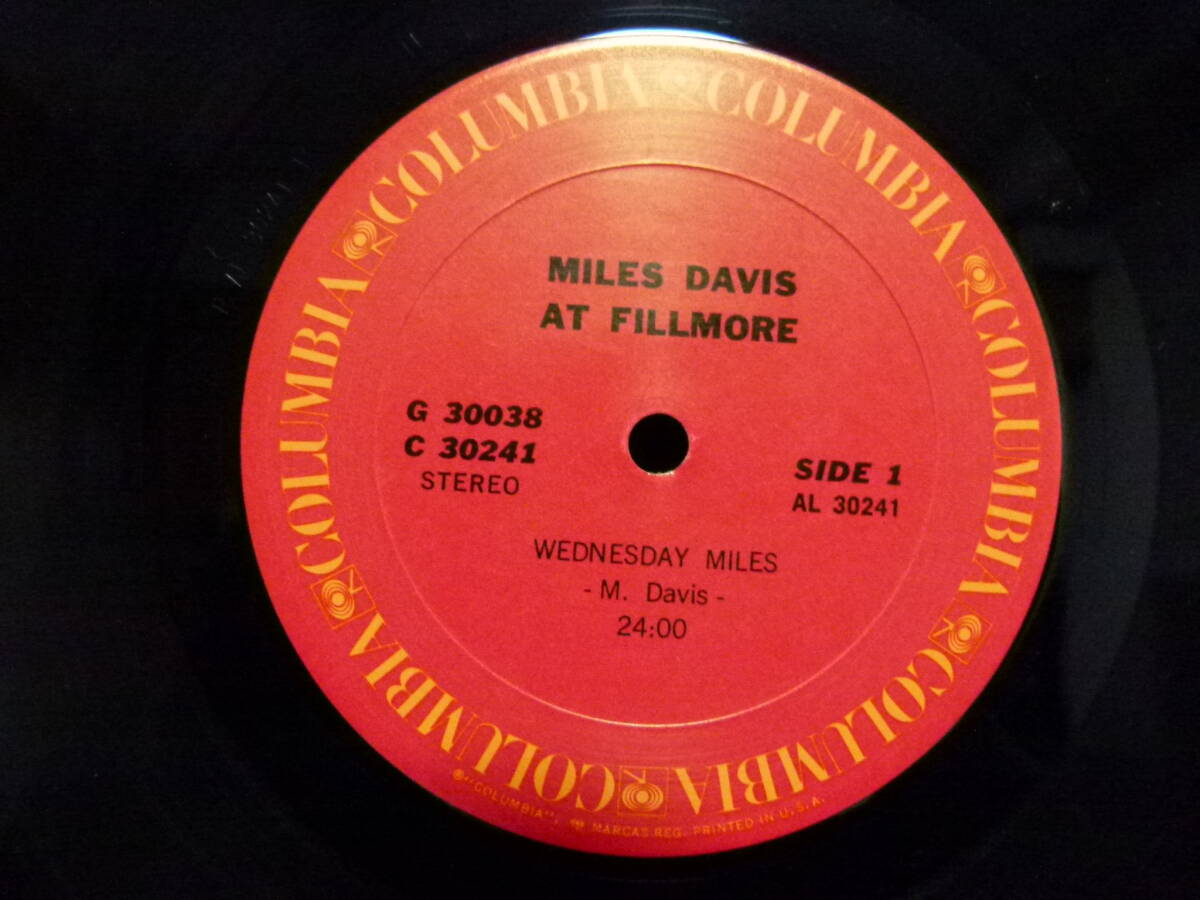 COLUMBIA COLUMBIA COLUMBIA COLUMBIA COLUMBIA COLUMBIA COLUMBIA
MILES DAVIS
AT FILLMORE
G 30038
C 30241
STEREO
SIDE 1
AL 30241
WEDNESDAY MILES
- M. Davis -
24:00
"COLUMBIA", MARCAS REG. PRINTED IN U.S.A.